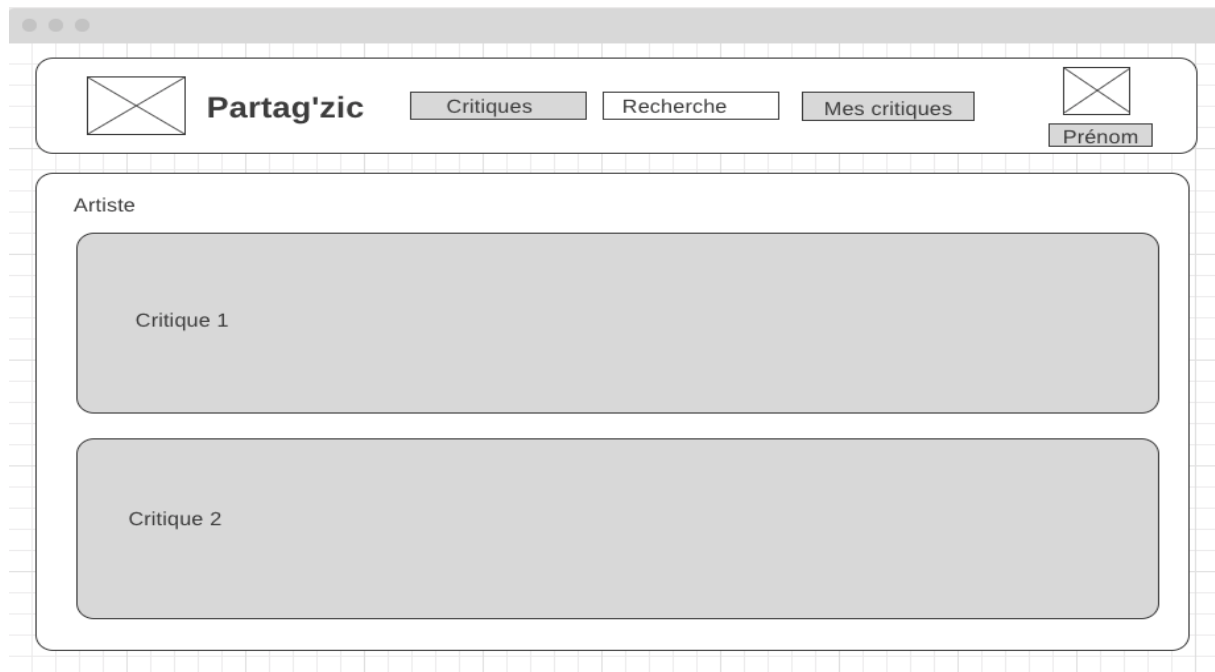 Partag'zic
Critiques
Recherche
Mes critiques
Prénom
Artiste
Critique 1
Critique 2